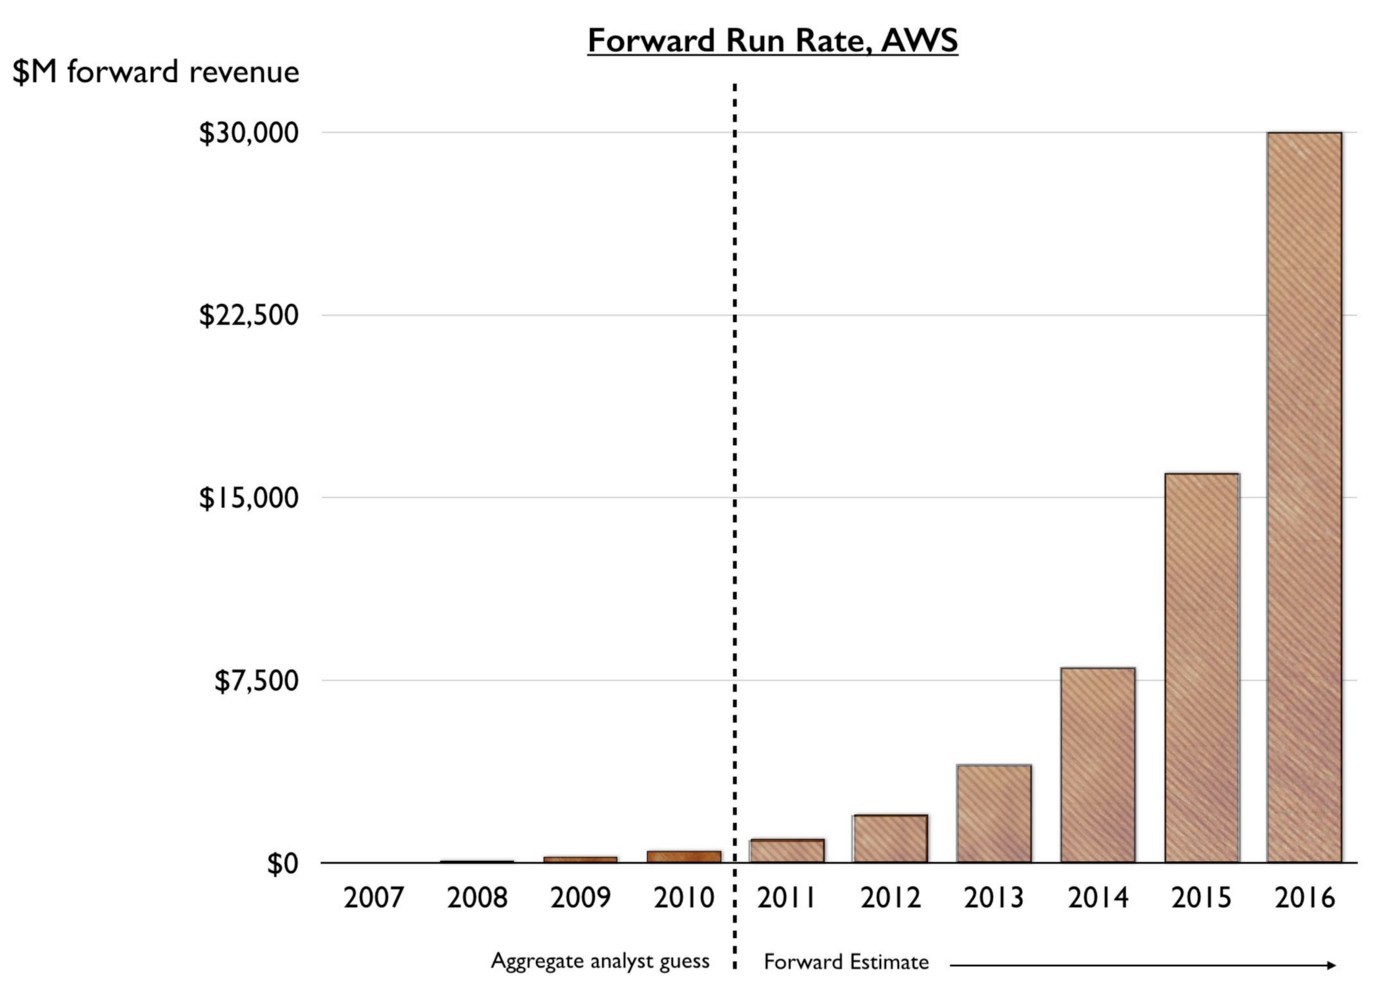 Forward Run Rate, AWS
$M forward revenue
$30,000
$22,500
$15,000
$7,500
$0
2007 2008 2009 2010 2011 2012 2013 2014 2015 2016
Aggregate analyst guess Forward Estimate